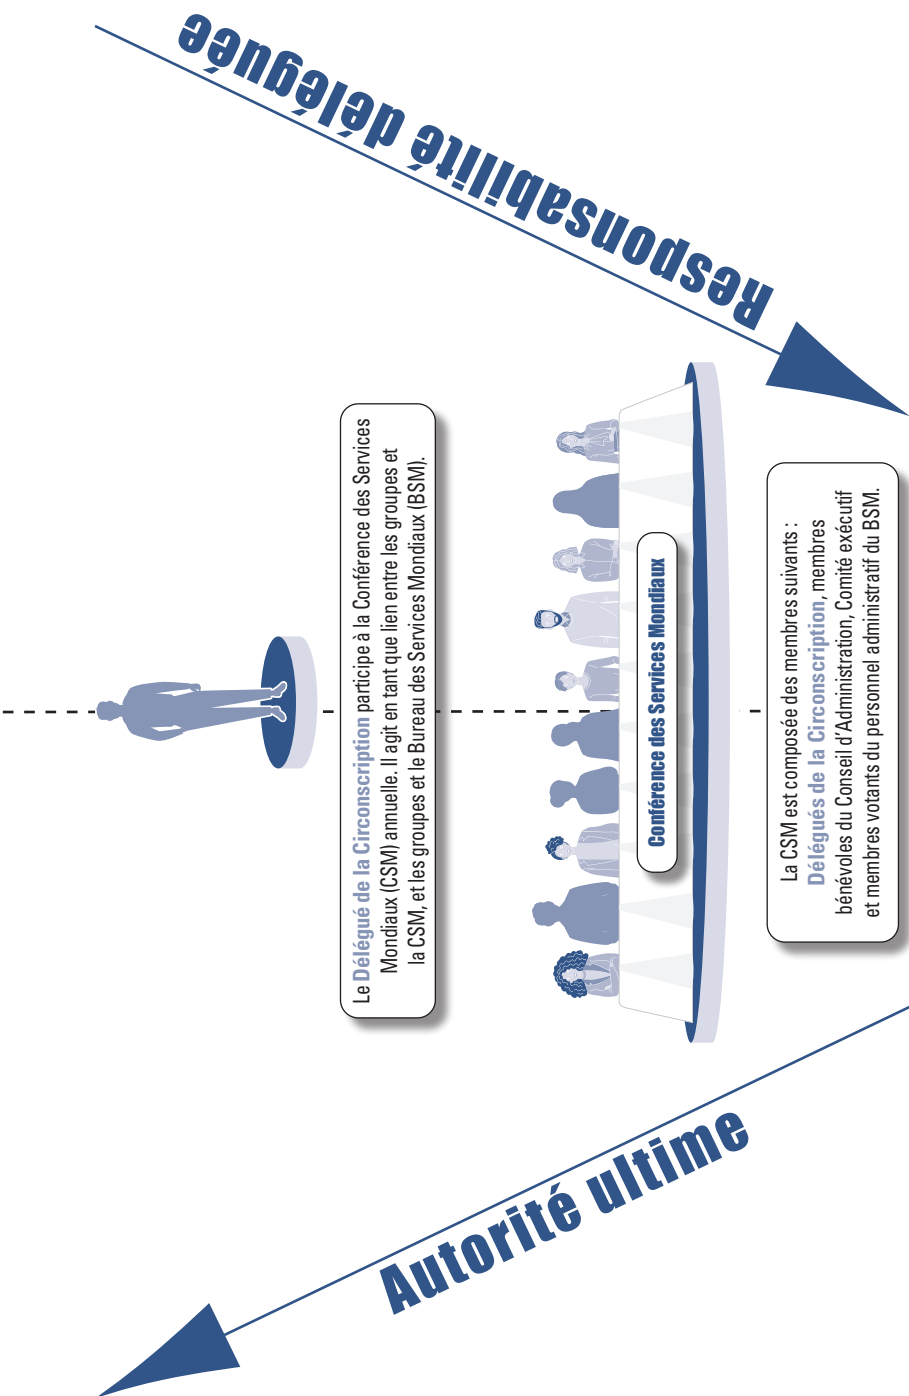 Le Délégué de la Circonscription participe à la Conférence des Services
Mondiaux (CSM) annuelle. Il agit en tant que lien entre les groupes et
la CSM, et les groupes et le Bureau des Services Mondiaux (BSM).
Autorité ultime
Responsabilité déléguée
Conférence des Services Mondiaux
La CSM est composée des membres suivants :
Délégués de la Circonscription, membres
bénévoles du Conseil d'Administration, Comité exécutif
et membres votants du personnel administratif du BSM.